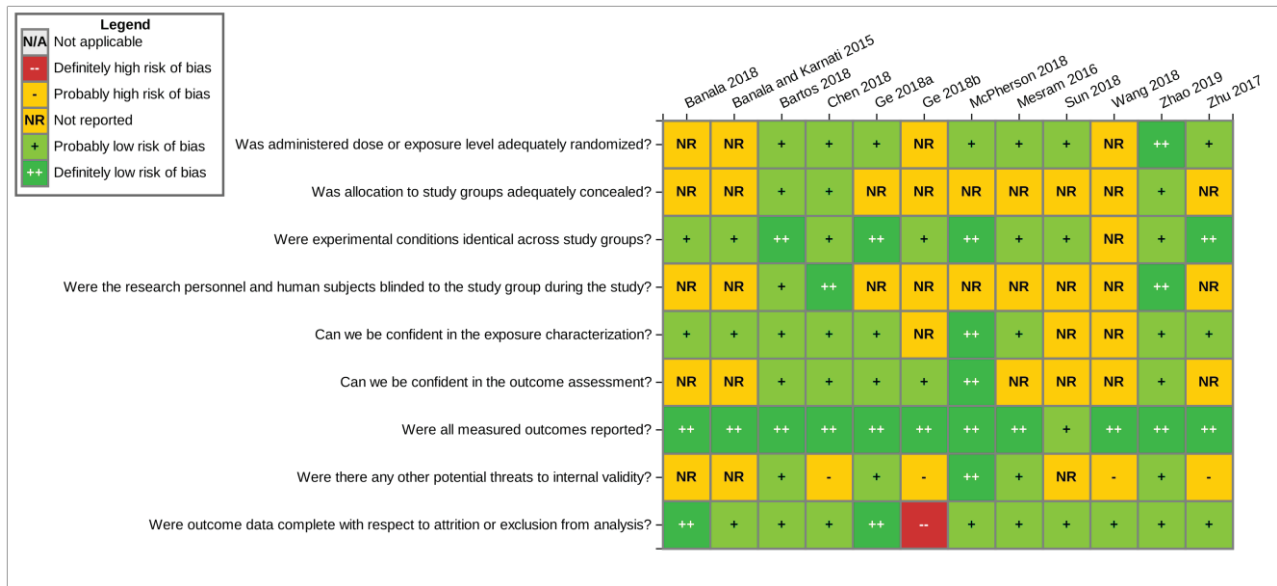 Legend
N/A Not applicable
-- Definitely high risk of bias
- Probably high risk of bias
NR Not reported
+ Probably low risk of bias
++ Definitely low risk of bias
Banala 2018
Banala and Karnati 2015
Bartos 2018
Chen 2018
Ge 2018a
Ge 2018b
McPherson 2018
Mesram 2016
Sun 2018
Wang 2018
Zhao 2019
Zhu 2017
Was administered dose or exposure level adequately randomized? NR NR + + + NR + + + NR ++ +
Was allocation to study groups adequately concealed? NR NR + + NR NR NR NR NR NR + NR
Were experimental conditions identical across study groups? + + ++ + ++ + ++ + + NR + ++
Were the research personnel and human subjects blinded to the study group during the study? NR NR + ++ NR NR NR NR NR NR ++ NR
Can we be confident in the exposure characterization? + + + + + NR ++ + NR NR + +
Can we be confident in the outcome assessment? NR NR + + + + ++ NR NR NR + NR
Were all measured outcomes reported? ++ ++ ++ ++ ++ ++ ++ ++ + ++ ++ ++
Were there any other potential threats to internal validity? NR NR + - + - ++ + NR - + -
Were outcome data complete with respect to attrition or exclusion from analysis? ++ + + + ++ -- + + + + + +